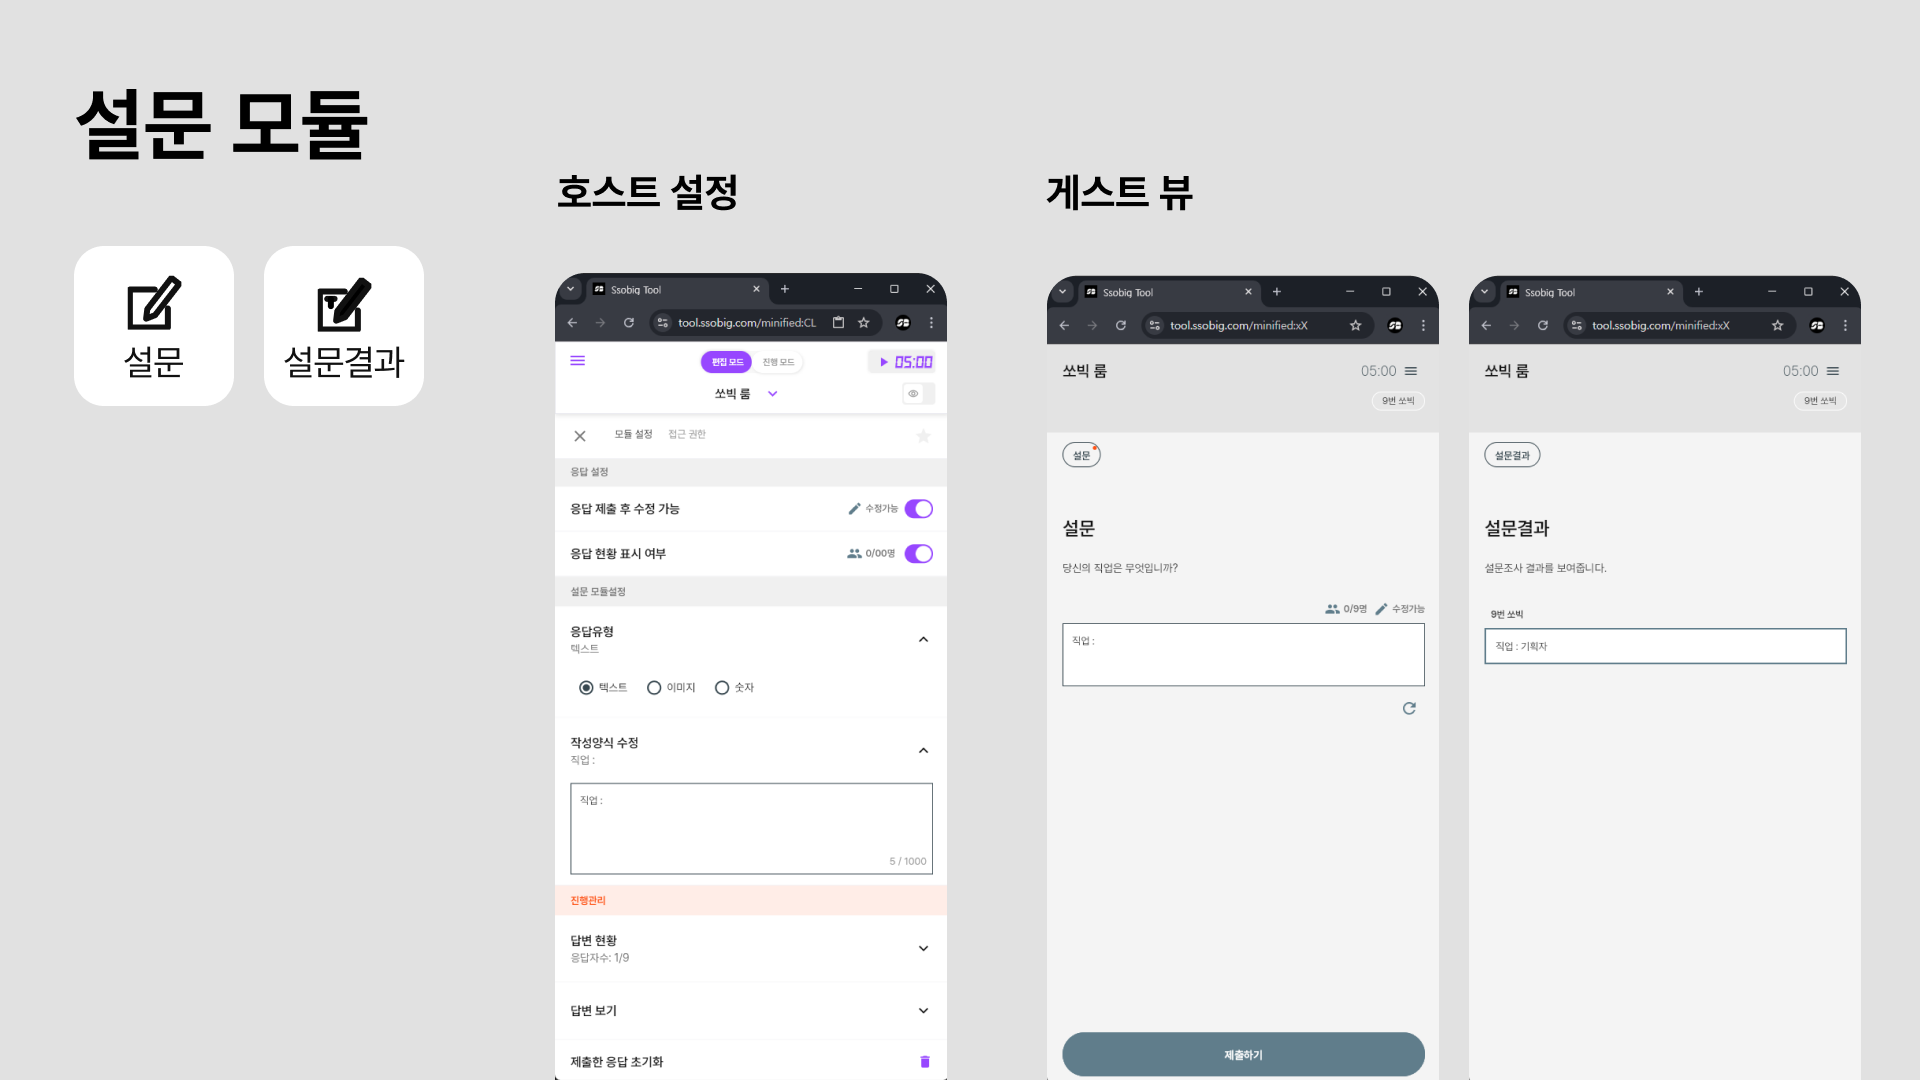 설문 모듈
설문
설문결과
호스트 설정
Ssobig Tool
tool.ssobig.com/minified:CL
편집 모드
진행 모드
05:00
쏘빅 룸
모듈 설정
접근 권한
응답 설정
응답 제출 후 수정 가능
수정가능
응답 현황 표시 여부
0/00명
설문 모듈설정
응답유형
텍스트
텍스트
이미지
숫자
작성양식 수정
직업 :
직업 :
5 / 1000
진행관리
답변 현황
응답자수: 1/9
답변 보기
제출한 응답 초기화
게스트 뷰
Ssobig Tool
tool.ssobig.com/minified:xX
쏘빅 룸
05:00
9번 쏘빅
설문
설문
당신의 직업은 무엇입니까?
0/9명
수정가능
직업 :
제출하기
Ssobig Tool
tool.ssobig.com/minified:xX
쏘빅 룸
05:00
9번 쏘빅
설문결과
설문결과
설문조사 결과를 보여줍니다.
9번 쏘빅
직업 : 기획자